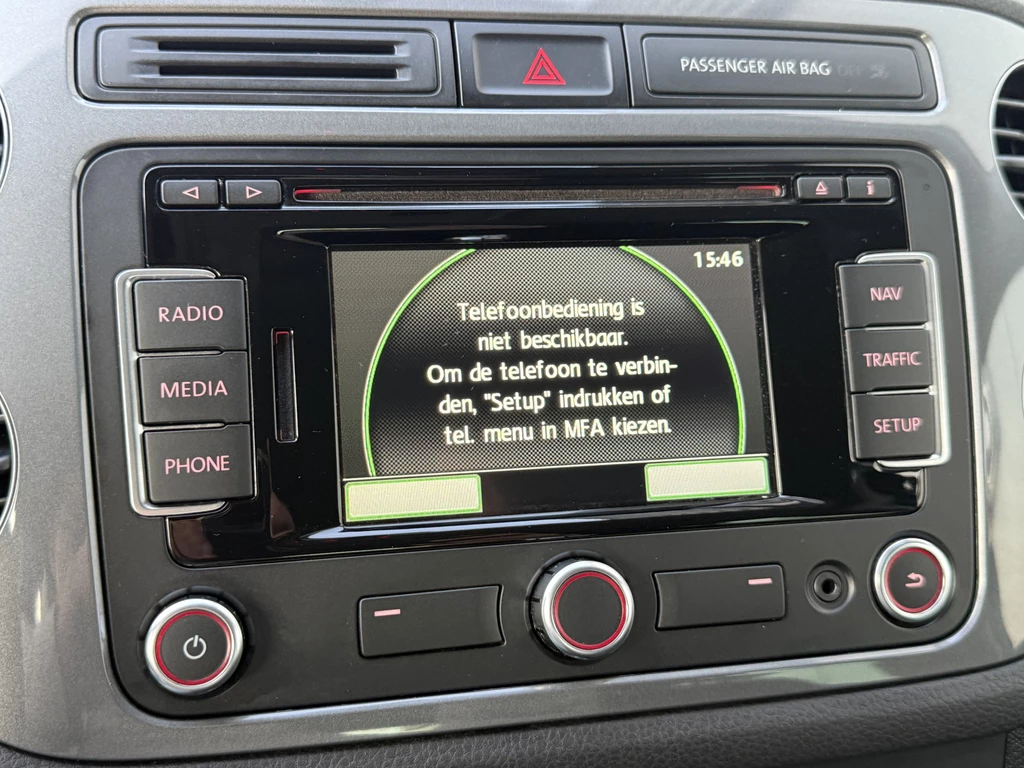 PASSENGER AIR BAG
15:46
RADIO
MEDIA
PHONE
Telefoonbediening is
niet beschikbaar.
Om de telefoon te verbin-
den, "Setup" indrukken of
tel. menu in MFA kiezen.
NAV
TRAFFIC
SETUP